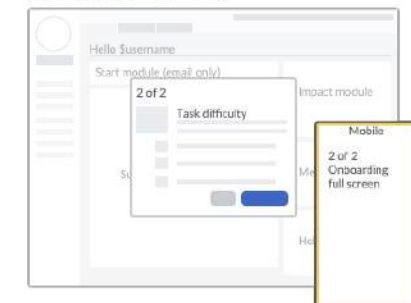 Hello $username
Start module (email only)
2 of 2
Task difficulty
Impact module
Mobile
2 of 2
Onboarding
full screen